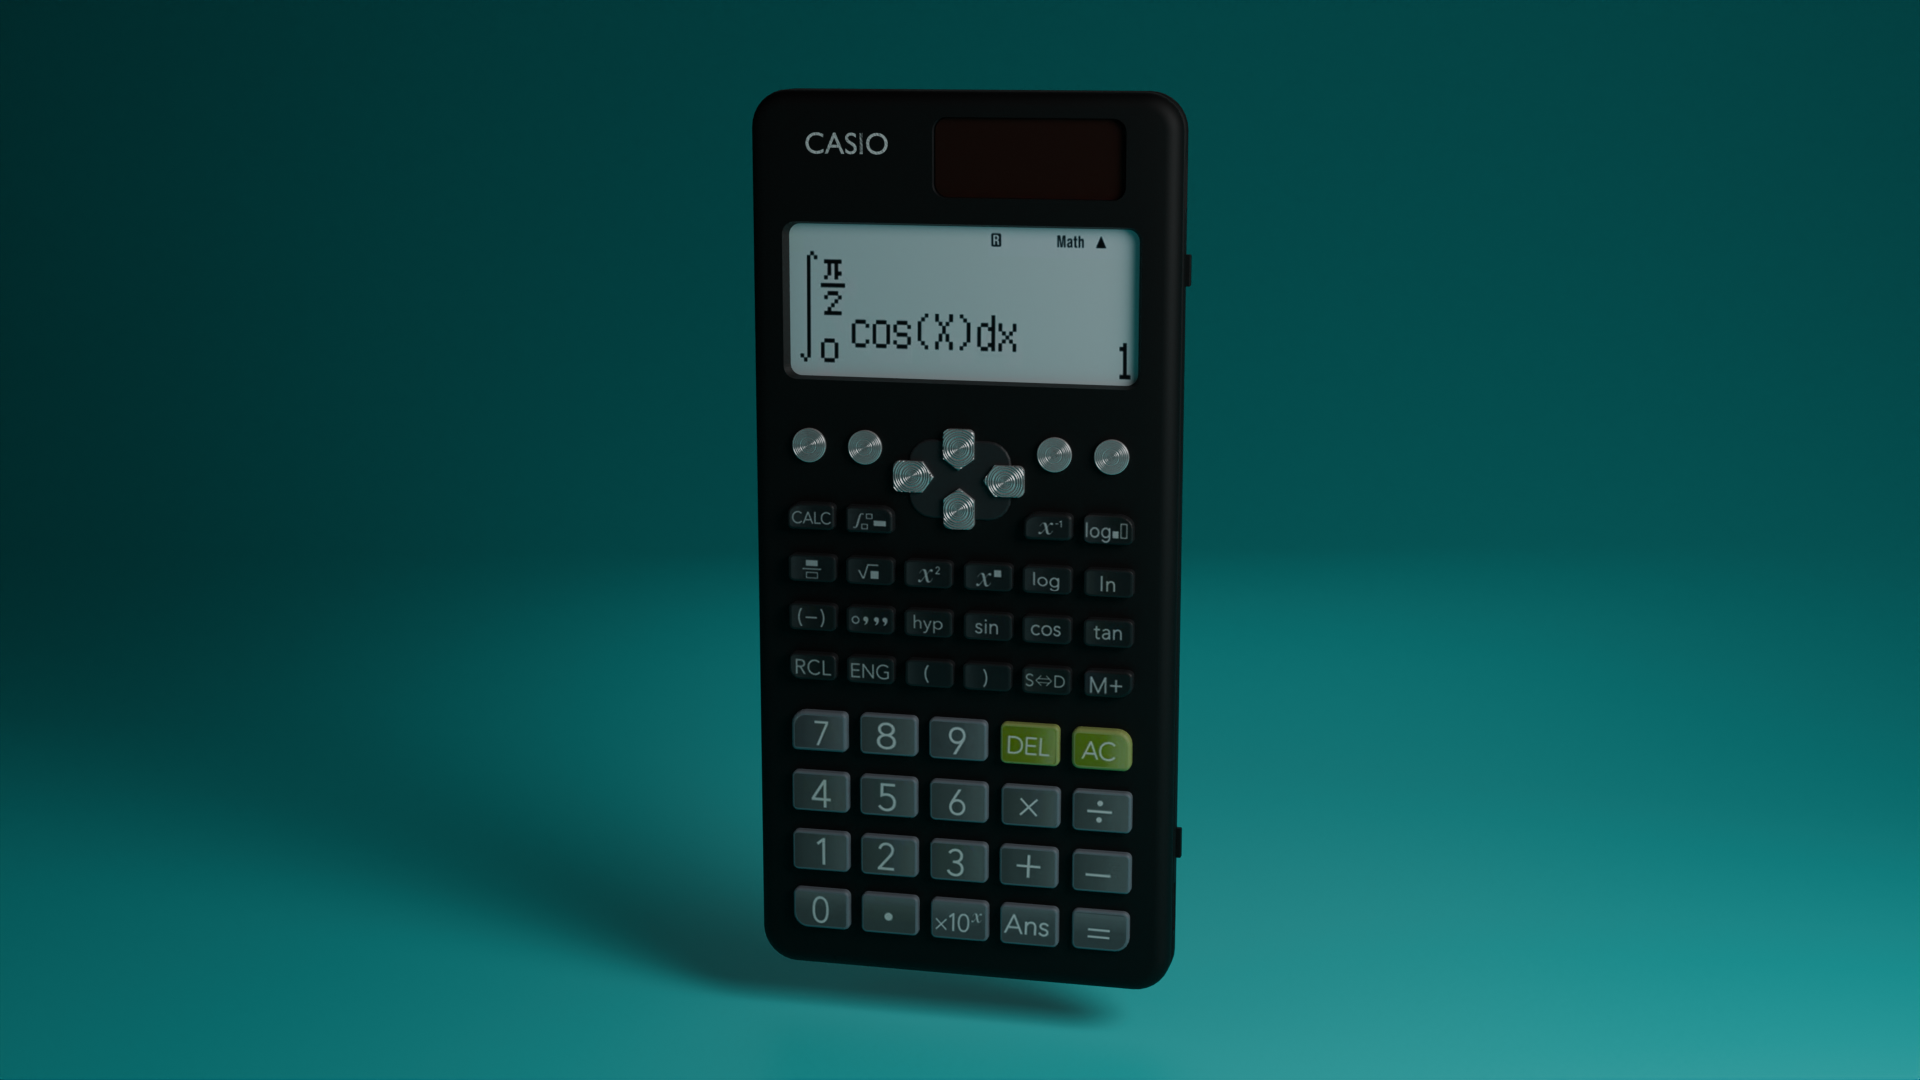 CASIO
R Math ▲
∫ π/2 0 cos(X)dx
1
CALC ∫▫▬ x⁻¹ log▪▯
▀/▭ √▪ x² x▪ log ln
(−) ° , , , hyp sin cos tan
RCL ENG ( ) S⇔D M+
7 8 9 DEL AC
4 5 6 × ÷
1 2 3 + −
0 • ×10ˣ Ans =